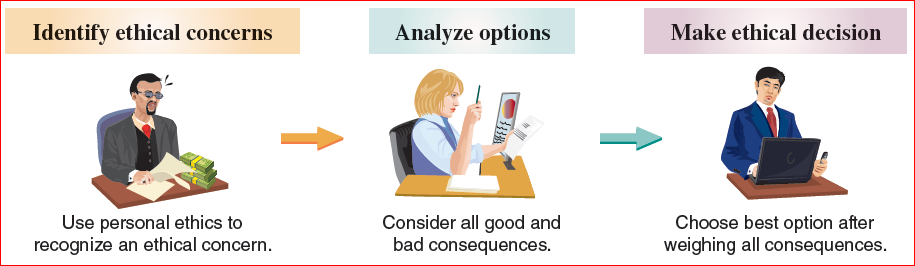 Identify ethical concerns
Analyze options
Make ethical decision
Use personal ethics to
recognize an ethical concern.
Consider all good and
bad consequences.
Choose best option after
weighing all consequences.